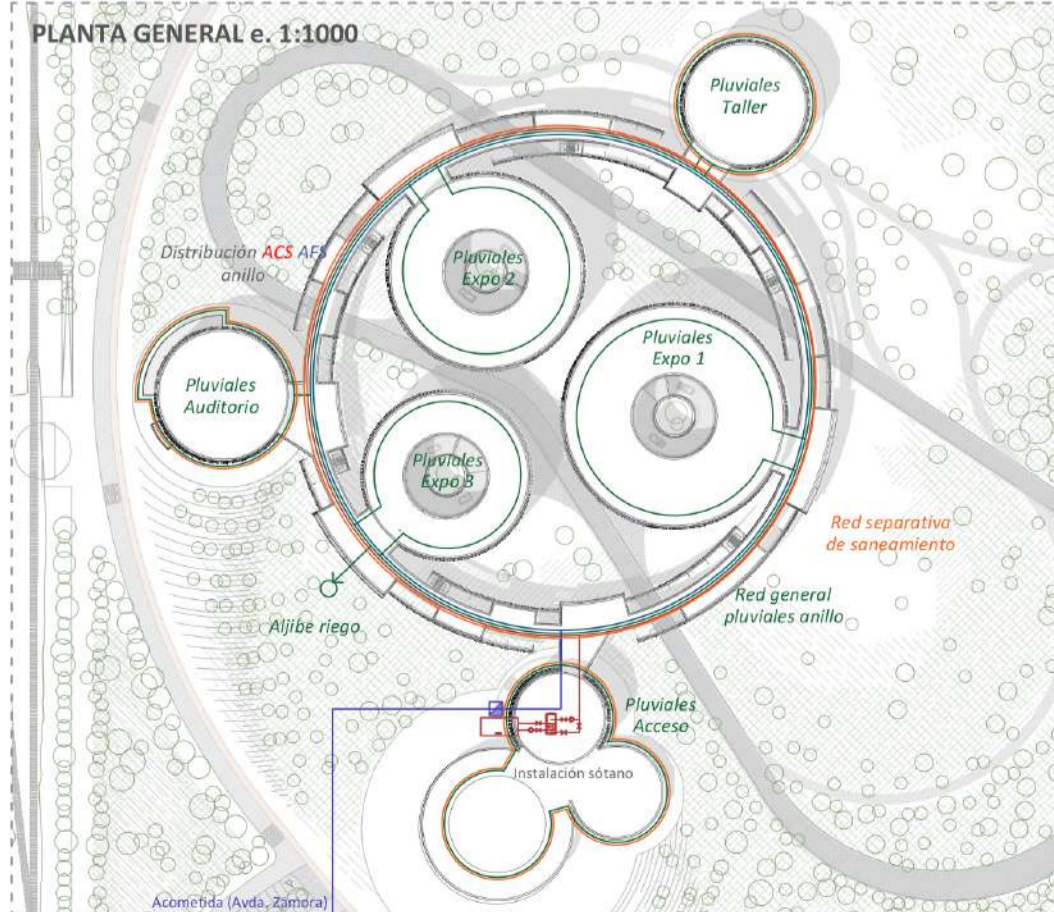 PLANTA GENERAL e. 1:1000
Pluviales
Taller
Distribución ACS AFS
anillo
Pluviales
Expo 2
Pluviales
Expo 1
Pluviales
Auditorio
Pluviales
Expo 3
Red separativa
de saneamiento
Red general
pluviales anillo
Aljibe riego
Pluviales
Acceso
Instalación sótano
Acometida (Avda. Zamora)